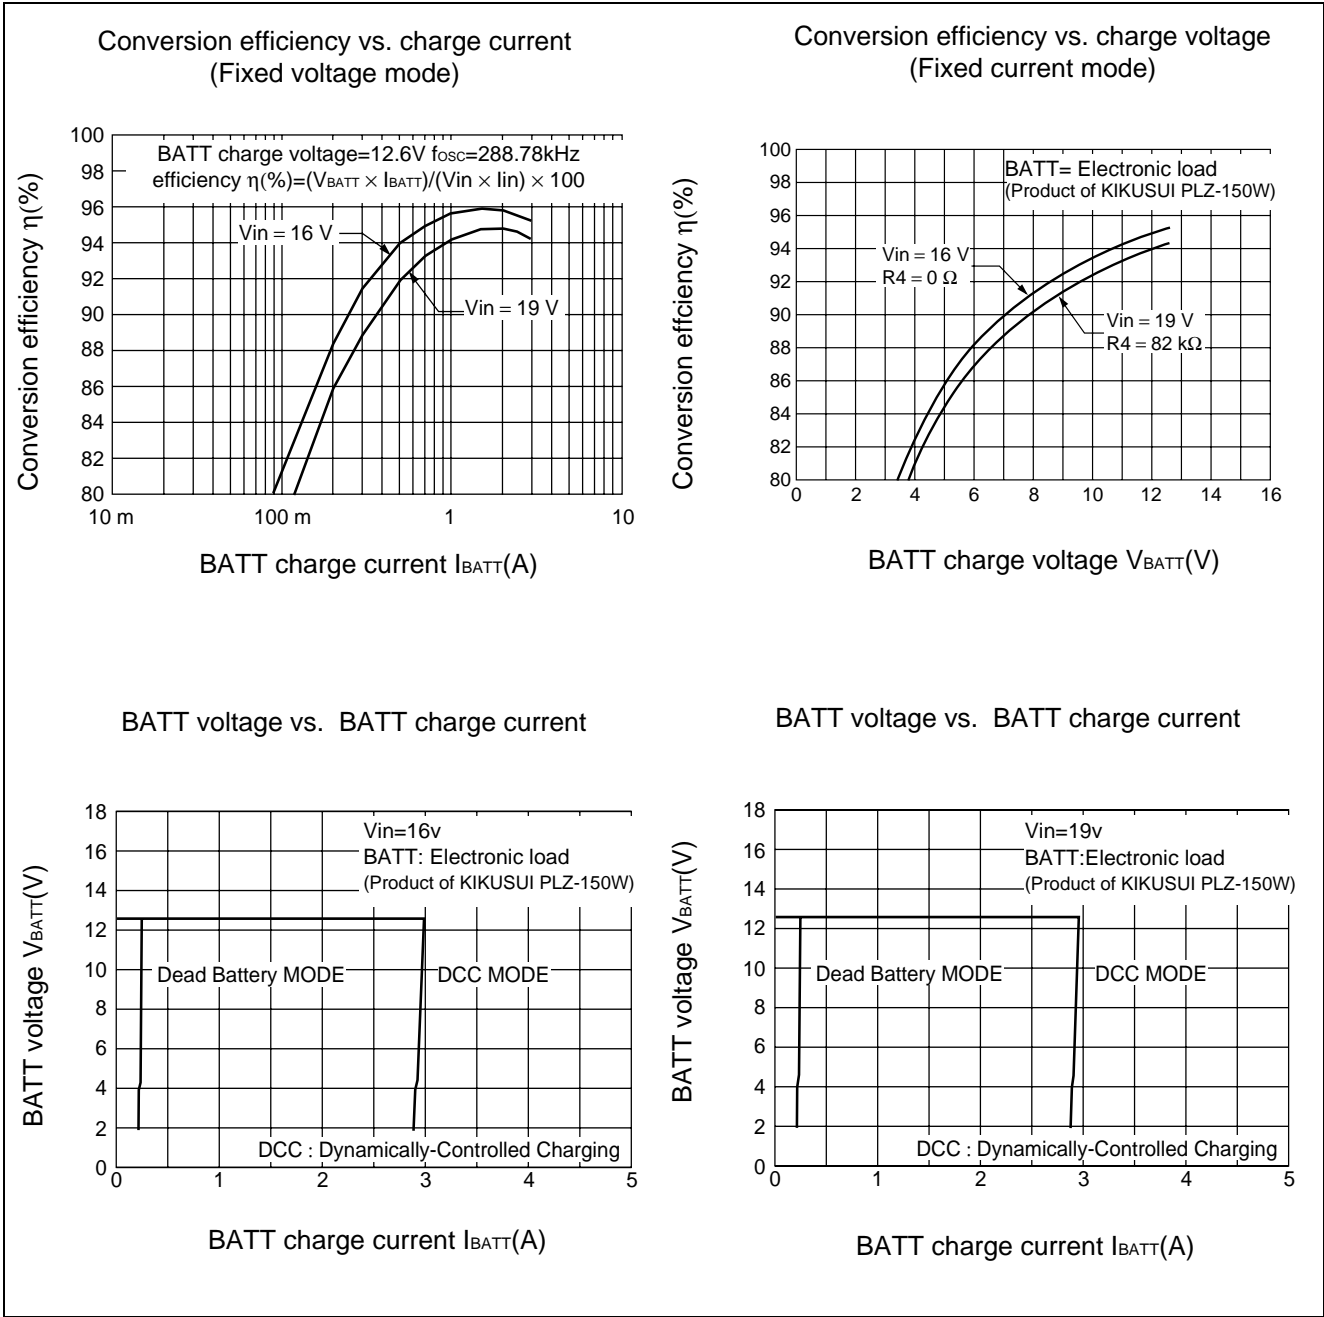 Conversion efficiency vs. charge current
(Fixed voltage mode)
100
98
96
94
92
90
88
86
84
82
80
10 m
100 m
1
10
BATT charge voltage=12.6V fOSC=288.78kHz
efficiency η(%)=(VBATT × IBATT)/(Vin × Iin) × 100
Vin = 16 V
Vin = 19 V
Conversion efficiency η(%)
BATT charge current IBATT(A)
Conversion efficiency vs. charge voltage
(Fixed current mode)
100
98
96
94
92
90
88
86
84
82
80
0
2
4
6
8
10
12
14
16
BATT= Electronic load
(Product of KIKUSUI PLZ-150W)
Vin = 16 V
R4 = 0 Ω
Vin = 19 V
R4 = 82 kΩ
Conversion effciency η(%)
BATT charge voltage VBATT(V)
BATT voltage vs. BATT charge current
18
16
14
12
10
8
6
4
2
0
0
1
2
3
4
5
Vin=16v
BATT: Electronic load
(Product of KIKUSUI PLZ-150W)
Dead Battery MODE
DCC MODE
DCC : Dynamically-Controlled Charging
BATT voltage VBATT(V)
BATT charge current IBATT(A)
BATT voltage vs. BATT charge current
18
16
14
12
10
8
6
4
2
0
0
1
2
3
4
5
Vin=19v
BATT:Electronic load
(Product of KIKUSUI PLZ-150W)
Dead Battery MODE
DCC MODE
DCC : Dynamically-Controlled Charging
BATT voltage VBATT(V)
BATT charge current IBATT(A)